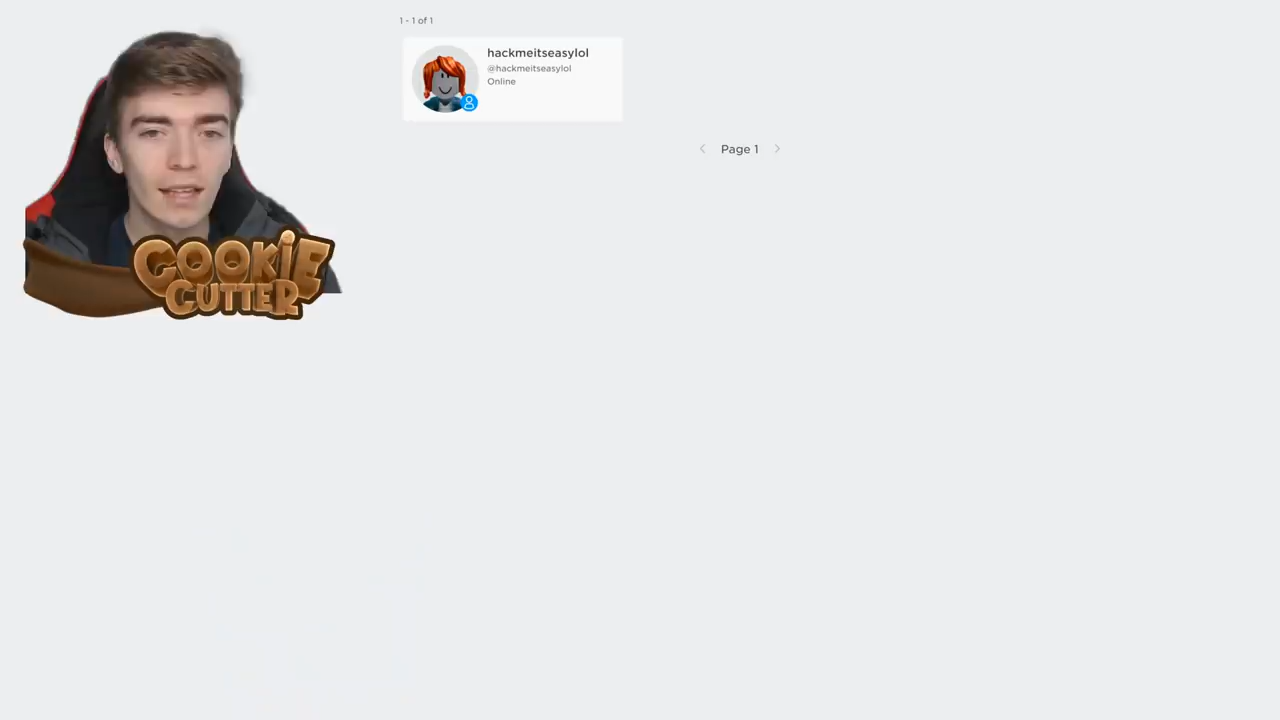 1 - 1 of 1
hackmeitseasylol
@hackmeitseasylol
Online
Page 1
COOKIE
CUTTER